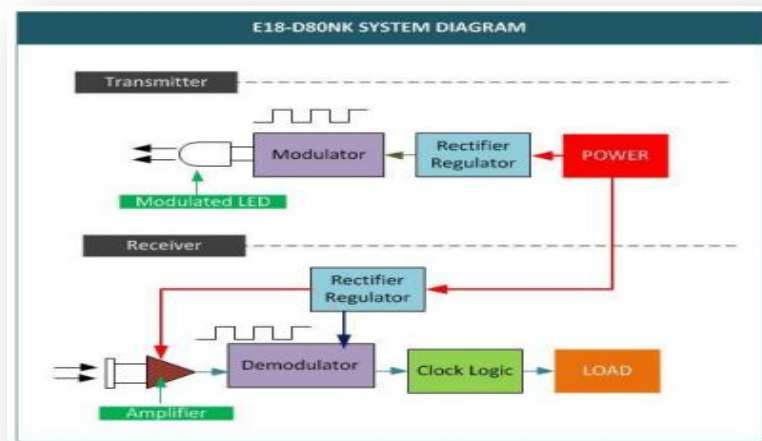 E18-D80NK SYSTEM DIAGRAM
Transmitter
Modulator
Rectifier
Regulator
POWER
Modulated LED
Receiver
Rectifier
Regulator
Demodulator
Clock Logic
LOAD
Amplifier